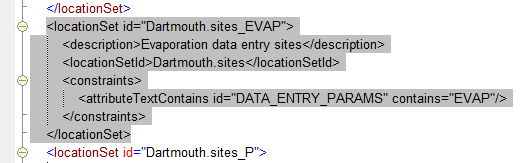 </locationSet>
<locationSet id="Dartmouth.sites_EVAP">
<description>Evaporation data entry sites</description>
<locationSetId>Dartmouth.sites</locationSetId>
<constraints>
<attributeTextContains id="DATA_ENTRY_PARAMS" contains="EVAP"/>
</constraints>
</locationSet>
<locationSet id="Dartmouth.sites_P">